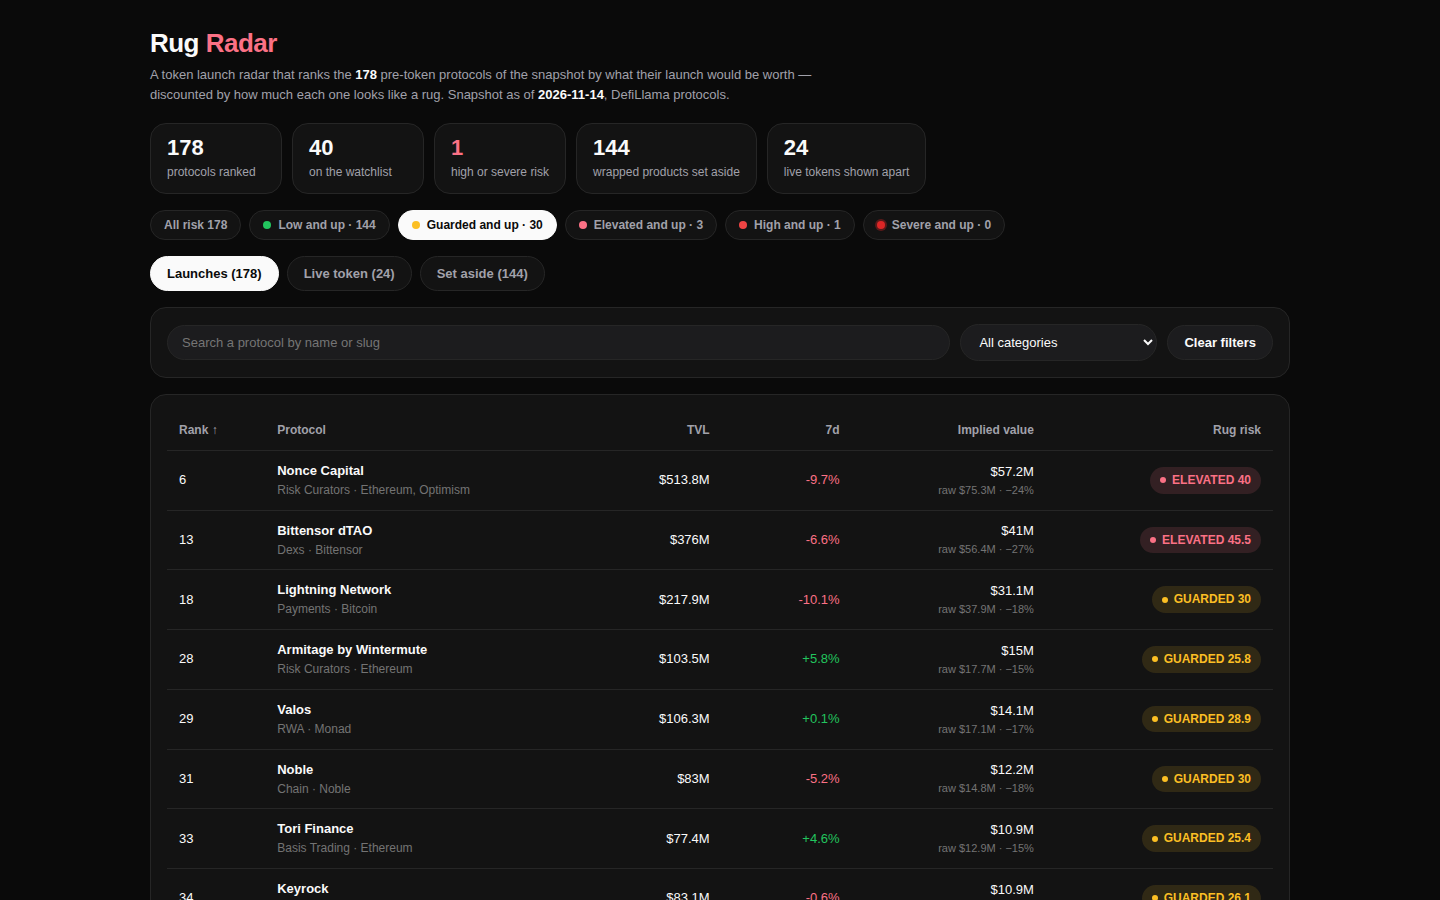 Rug Radar
A token launch radar that ranks the 178 pre-token protocols of the snapshot by what their launch would be worth —
discounted by how much each one looks like a rug. Snapshot as of 2026-11-14, DefiLlama protocols.
178
protocols ranked
40
on the watchlist
1
high or severe risk
144
wrapped products set aside
24
live tokens shown apart
All risk 178
Low and up · 144
Guarded and up · 30
Elevated and up · 3
High and up · 1
Severe and up · 0
Launches (178)
Live token (24)
Set aside (144)
Search a protocol by name or slug
All categories
Clear filters
Rank ↑ Protocol TVL 7d Implied value Rug risk
6 Nonce Capital $513.8M -9.7% $57.2M ELEVATED 40
Risk Curators · Ethereum, Optimism raw $75.3M · −24%
13 Bittensor dTAO $376M -6.6% $41M ELEVATED 45.5
Dexs · Bittensor raw $56.4M · −27%
18 Lightning Network $217.9M -10.1% $31.1M GUARDED 30
Payments · Bitcoin raw $37.9M · −18%
28 Armitage by Wintermute $103.5M +5.8% $15M GUARDED 25.8
Risk Curators · Ethereum raw $17.7M · −15%
29 Valos $106.3M +0.1% $14.1M GUARDED 28.9
RWA · Monad raw $17.1M · −17%
31 Noble $83M -5.2% $12.2M GUARDED 30
Chain · Noble raw $14.8M · −18%
33 Tori Finance $77.4M +4.6% $10.9M GUARDED 25.4
Basis Trading · Ethereum raw $12.9M · −15%
34 Keyrock $83.1M -0.6% $10.9M GUARDED 26.1